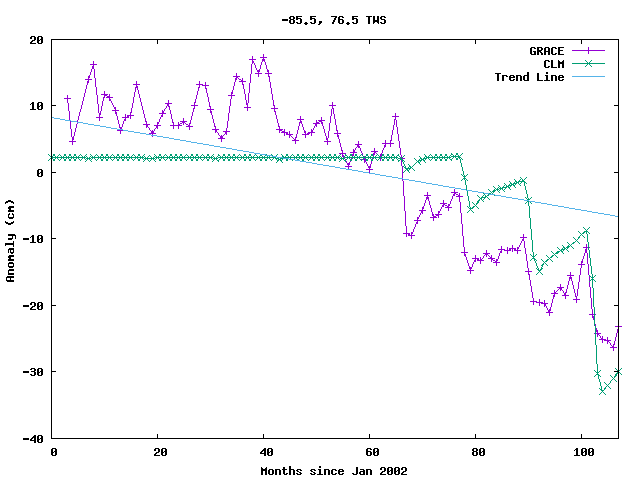 -85.5, 76.5 TWS
GRACE
CLM
Trend Line
20
10
0
-10
-20
-30
-40
Anomaly (cm)
0 20 40 60 80 100
Months since Jan 2002